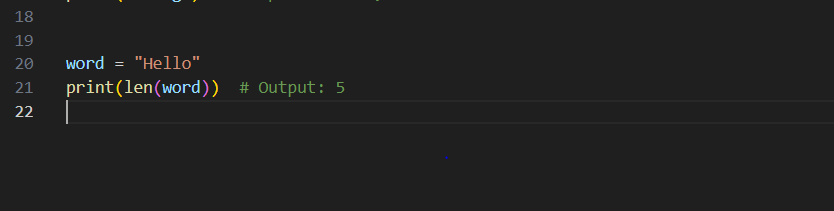 18
19
20 word = "Hello"
21 print(len(word))  # Output: 5
22